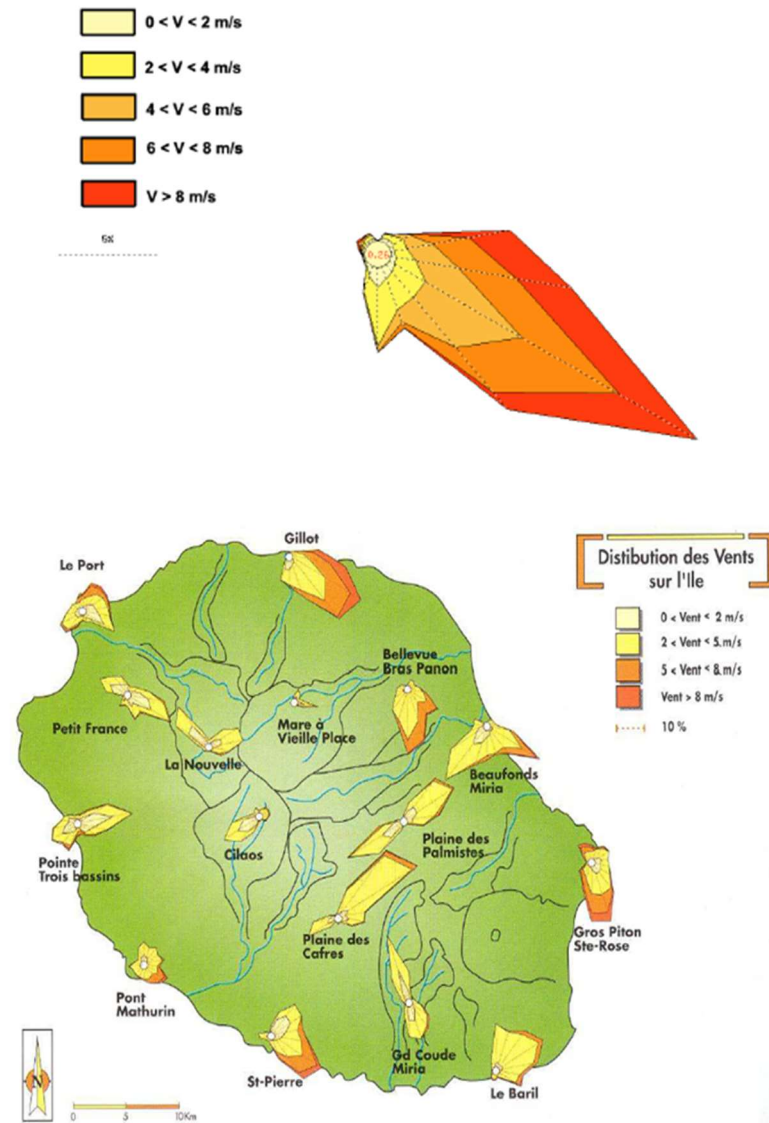 0 < V < 2 m/s
2 < V < 4 m/s
4 < V < 6 m/s
6 < V < 8 m/s
V > 8 m/s
5%
0.26
Gillot
Le Port
Distibution des Vents
sur l'Ile
0 < Vent < 2 m/s
2 < Vent < 5.m/s
5 < Vent < 8.m/s
Vent > 8 m/s
10 %
Bellevue
Bras Panon
Petit France
Mare à
Vieille Place
La Nouvelle
Beaufonds
Miria
Plaine des
Palmistes
Cilaos
Pointe
Trois bassins
Gros Piton
Ste-Rose
Plaine des
Cafres
Pont
Mathurin
Gd Coude
Miria
St-Pierre
Le Baril
N
0 5 10Km